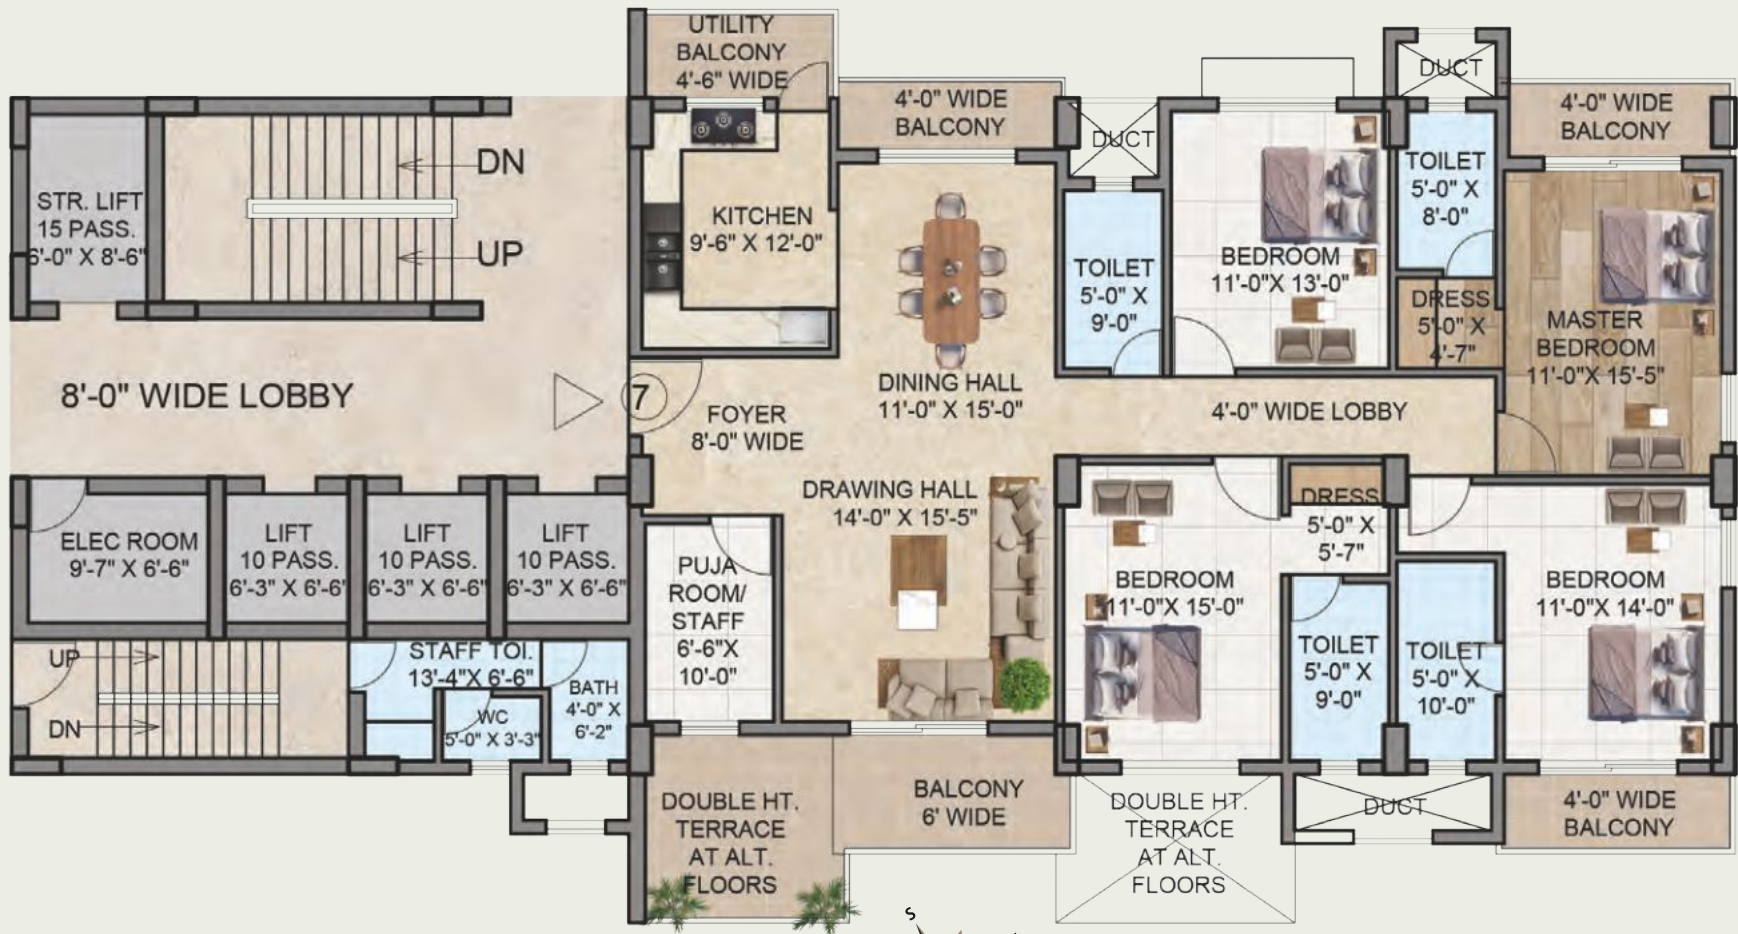 UTILITY
BALCONY
4'-6" WIDE
4'-0" WIDE
BALCONY
DUCT
DUCT
4'-0" WIDE
BALCONY
STR. LIFT
15 PASS.
6'-0" X 8'-6"
DN
UP
KITCHEN
9'-6" X 12'-0"
TOILET
5'-0" X
9'-0"
BEDROOM
11'-0"X 13'-0"
TOILET
5'-0" X
8'-0"
DRESS
5'-0" X
4'-7"
MASTER
BEDROOM
11'-0"X 15'-5"
8'-0" WIDE LOBBY
7
FOYER
8'-0" WIDE
DINING HALL
11'-0" X 15'-0"
4'-0" WIDE LOBBY
ELEC ROOM
9'-7" X 6'-6"
LIFT
10 PASS.
6'-3" X 6'-6"
LIFT
10 PASS.
6'-3" X 6'-6"
LIFT
10 PASS.
6'-3" X 6'-6"
DRAWING HALL
14'-0" X 15'-5"
PUJA
ROOM/
STAFF
6'-6"X
10'-0"
BEDROOM
11'-0"X 15'-0"
DRESS
5'-0" X
5'-7"
TOILET
5'-0" X
9'-0"
TOILET
5'-0" X
10'-0"
BEDROOM
11'-0"X 14'-0"
UP
DN
STAFF TOI.
13'-4"X 6'-6"
WC
5'-0" X 3'-3"
BATH
4'-0" X
6'-2"
DOUBLE HT.
TERRACE
AT ALT.
FLOORS
BALCONY
6' WIDE
DOUBLE HT.
TERRACE
AT ALT.
FLOORS
DUCT
4'-0" WIDE
BALCONY
S